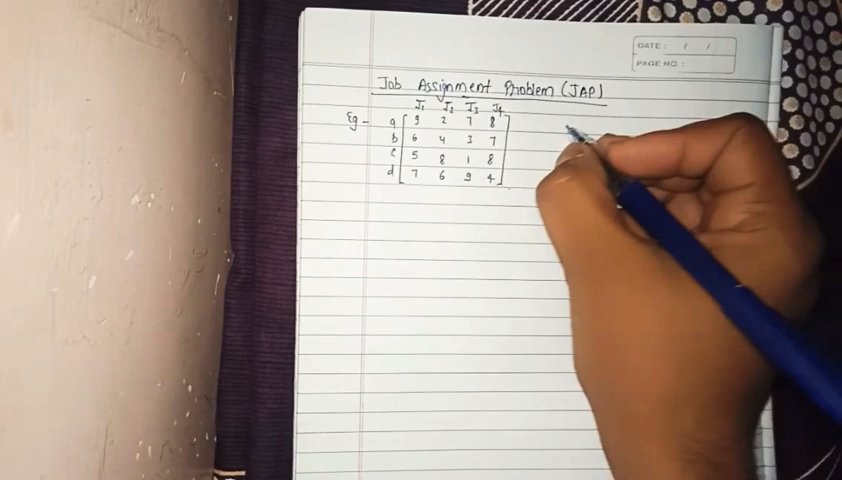 DATE: / /
PAGE NO.:
Job Assignment Problem (JAP)
J1 J2 J3 J4
Eg- a 9 2 7 8
b 6 4 3 7
c 5 8 1 8
d 7 6 9 4